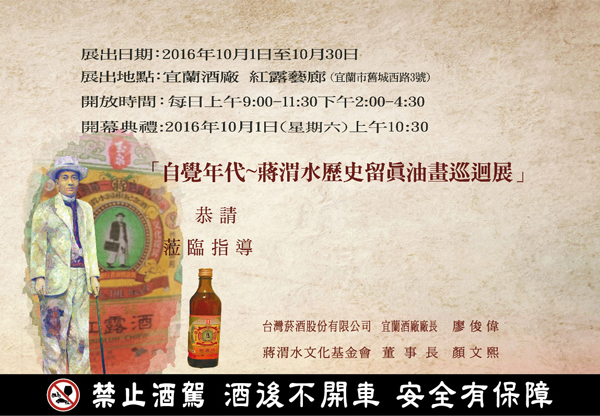 展出日期：2016年10月1日至10月30日
展出地點：宜蘭酒廠 紅露藝廊（宜蘭市舊城西路3號）
開放時間：每日上午9:00-11:30下午2:00-4:30
開幕典禮:2016年10月1日(星期六)上午10:30
「自覺年代~蔣渭水歷史留眞油畫巡迴展」
恭請
蒞臨指導
紅露酒
台灣菸酒股份有限公司 宜蘭酒廠廠長 廖俊偉
蔣渭水文化基金會 董事長 顏文熙
禁止酒駕 酒後不開車 安全有保障